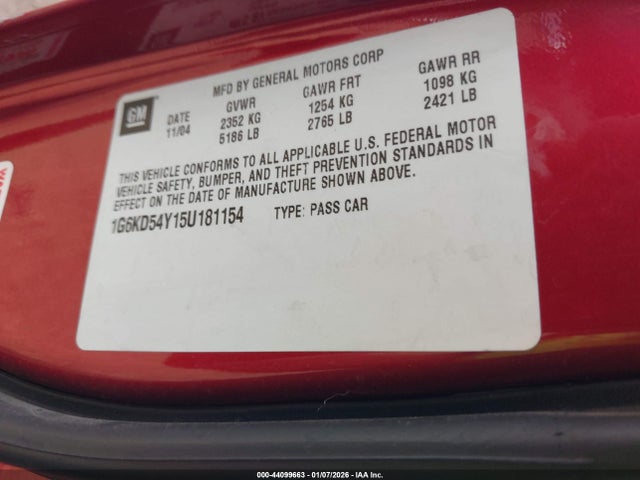 GM
MFD BY GENERAL MOTORS CORP
DATE GVWR GAWR FRT GAWR RR
11/04 2352 KG 1254 KG 1098 KG
5186 LB 2765 LB 2421 LB
THIS VEHICLE CONFORMS TO ALL APPLICABLE U.S. FEDERAL MOTOR
VEHICLE SAFETY, BUMPER, AND THEFT PREVENTION STANDARDS IN
EFFECT ON THE DATE OF MANUFACTURE SHOWN ABOVE.
1G6KD54Y15U181154 TYPE: PASS CAR
000-44099663 - 01/07/2026 - IAA Inc.